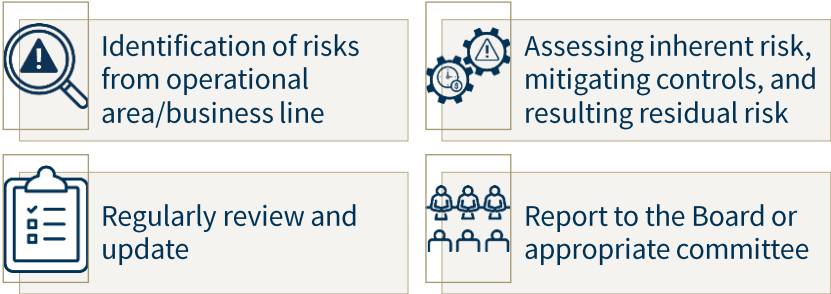 Identification of risks
from operational
area/business line
Assessing inherent risk,
mitigating controls, and
resulting residual risk
Regularly review and
update
Report to the Board or
appropriate committee